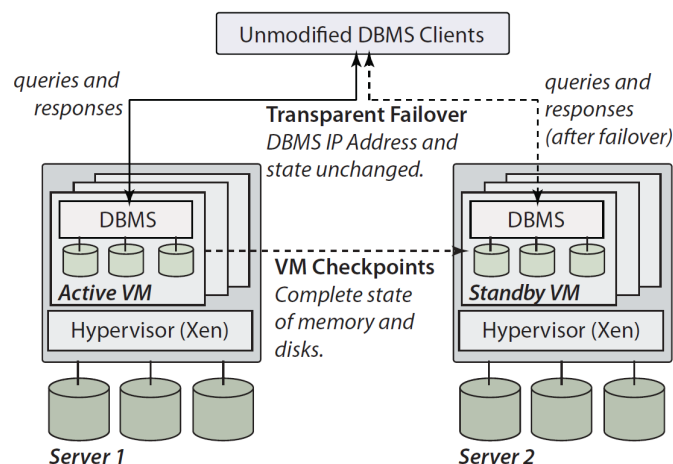 Unmodified DBMS Clients
queries and
responses
Transparent Failover
DBMS IP Address and
state unchanged.
queries and
responses
(after failover)
DBMS
Active VM
Hypervisor (Xen)
VM Checkpoints
Complete state
of memory and
disks.
DBMS
Standby VM
Hypervisor (Xen)
Server 1
Server 2